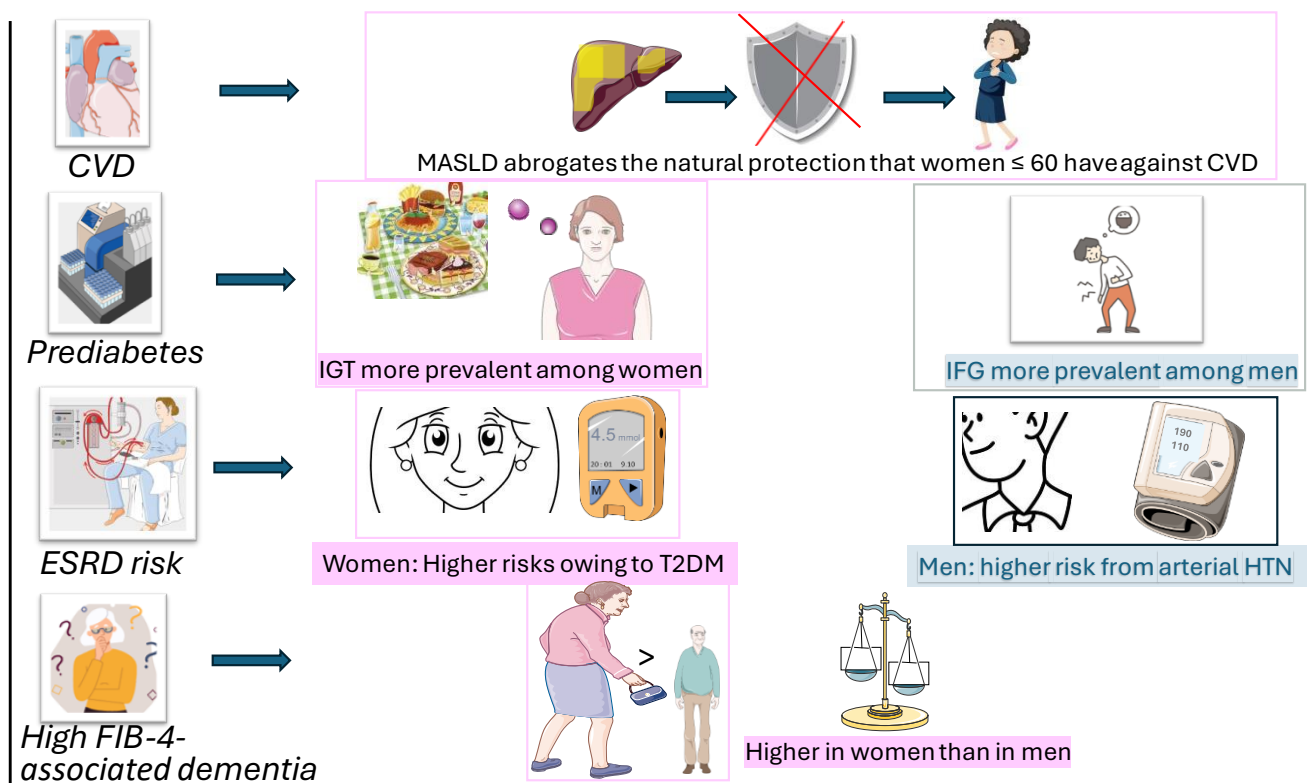 CVD
MASLD abrogates the natural protection that women ≤ 60 have against CVD
Prediabetes
IGT more prevalent among women
IFG more prevalent among men
4.5 mmol
20:01 9.10
M
190
110
ESRD risk
Women: Higher risks owing to T2DM
Men: higher risk from arterial HTN
>
High FIB-4-
associated dementia
Higher in women than in men